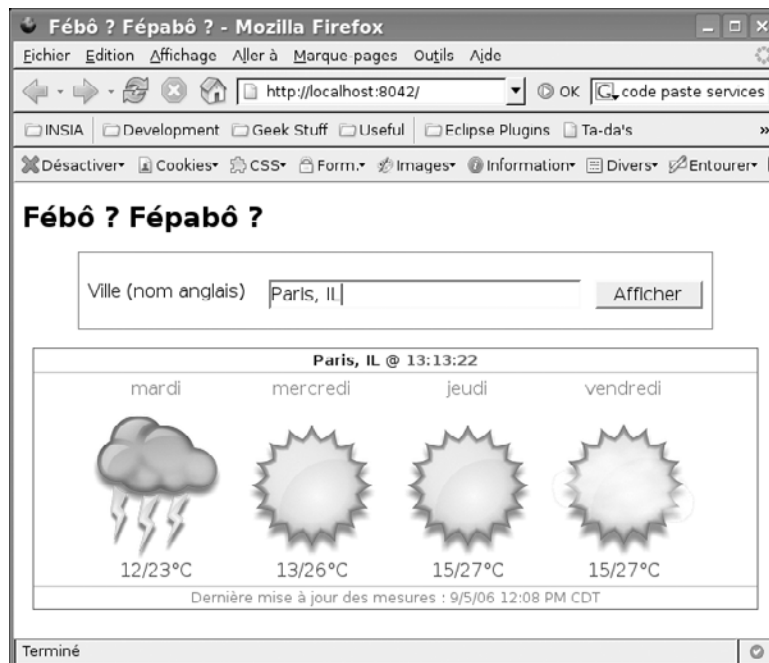 Fébô ? Fépabô ? - Mozilla Firefox
Fichier Edition Affichage Aller à Marque-pages Outils Aide
http://localhost:8042/ OK G code paste services
INSIA Development Geek Stuff Useful Eclipse Plugins Ta-da's »
Désactiver Cookies CSS Form. Images Information Divers Entourer
Fébô ? Fépabô ?
Ville (nom anglais) Paris, IL Afficher
Paris, IL @ 13:13:22
mardi mercredi jeudi vendredi
12/23°C 13/26°C 15/27°C 15/27°C
Dernière mise à jour des mesures : 9/5/06 12:08 PM CDT
Terminé